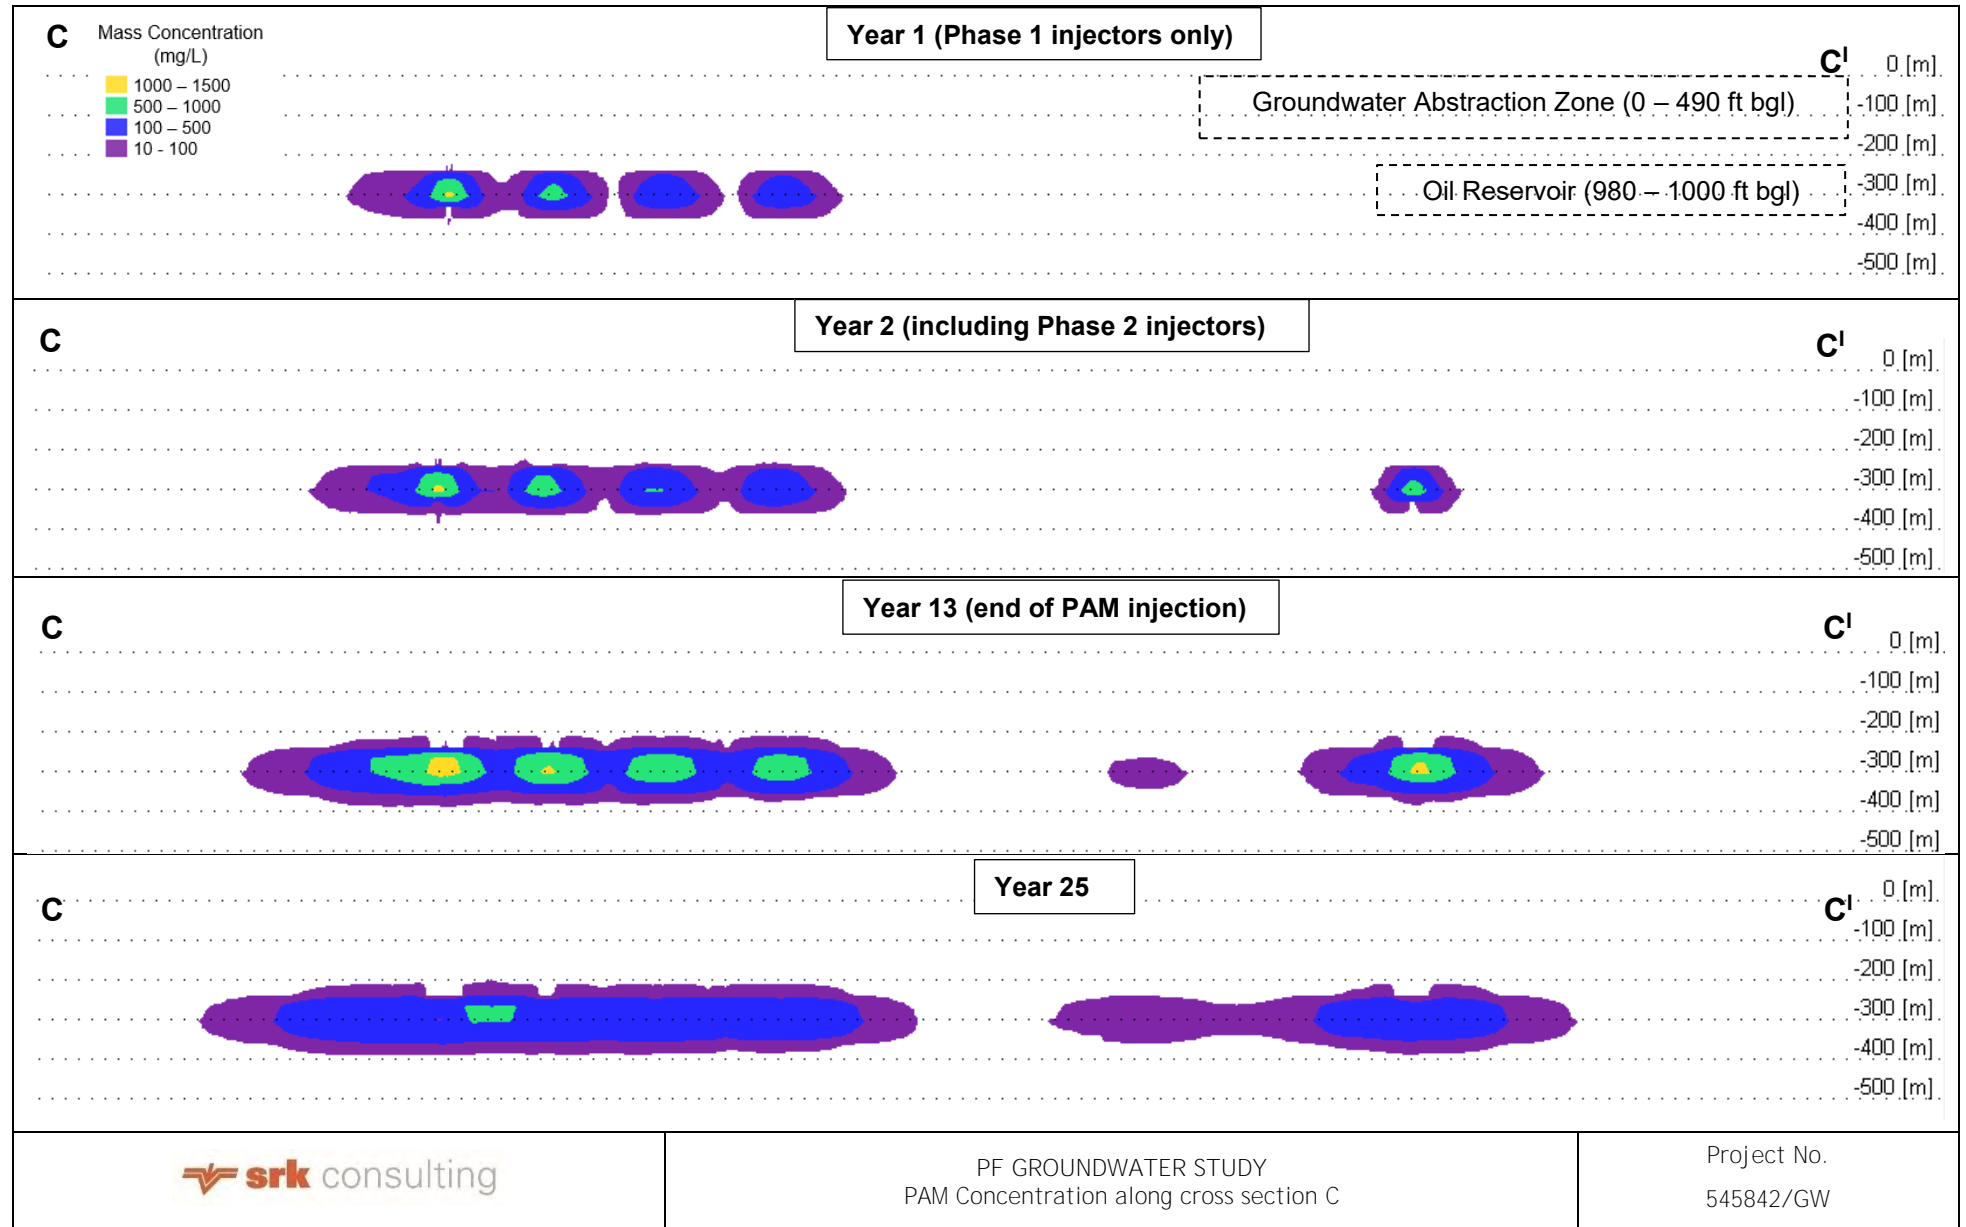 C
Mass Concentration
(mg/L)
1000 – 1500
500 – 1000
100 – 500
10 - 100
Year 1 (Phase 1 injectors only)
C|
Groundwater Abstraction Zone (0 – 490 ft bgl)
Oil Reservoir (980 – 1000 ft bgl)
0 [m]
-100 [m]
-200 [m]
-300 [m]
-400 [m]
-500 [m]
C
Year 2 (including Phase 2 injectors)
C|
0 [m]
-100 [m]
-200 [m]
-300 [m]
-400 [m]
-500 [m]
C
Year 13 (end of PAM injection)
C|
0 [m]
-100 [m]
-200 [m]
-300 [m]
-400 [m]
-500 [m]
C
Year 25
C|
0 [m]
-100 [m]
-200 [m]
-300 [m]
-400 [m]
-500 [m]
srk consulting
PF GROUNDWATER STUDY
PAM Concentration along cross section C
Project No.
545842/GW